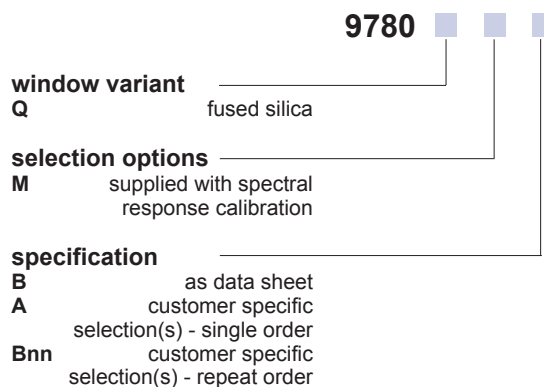 9780
window variant
Q fused silica
selection options
M supplied with spectral
response calibration
specification
B as data sheet
A customer specific
selection(s) - single order
Bnn customer specific
selection(s) - repeat order